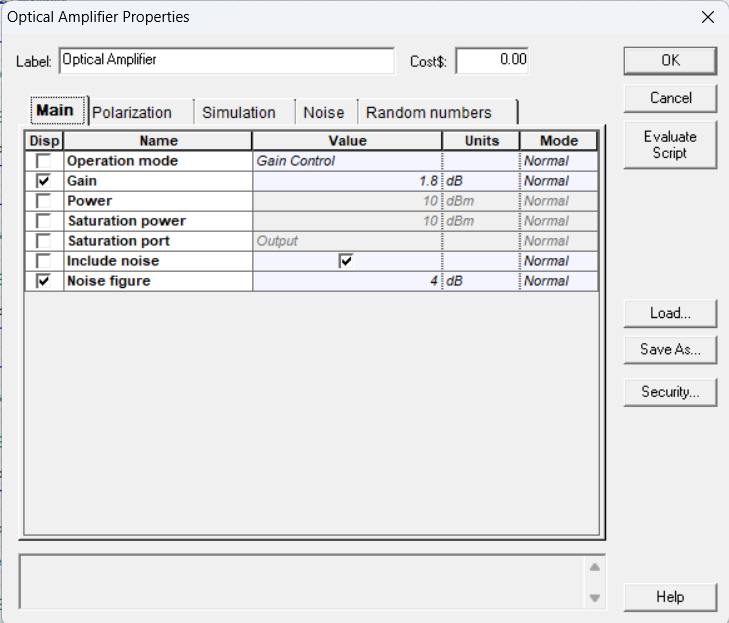 Optical Amplifier Properties
Label: Optical Amplifier Cost$: 0.00 OK
Cancel
Main Polarization Simulation Noise Random numbers
Evaluate Script
Disp Name Value Units Mode
Operation mode Gain Control Normal
Gain 1.8 dB Normal
Power 10 dBm Normal
Saturation power 10 dBm Normal
Saturation port Output Normal
Include noise Normal
Noise figure 4 dB Normal
Load...
Save As...
Security...
Help